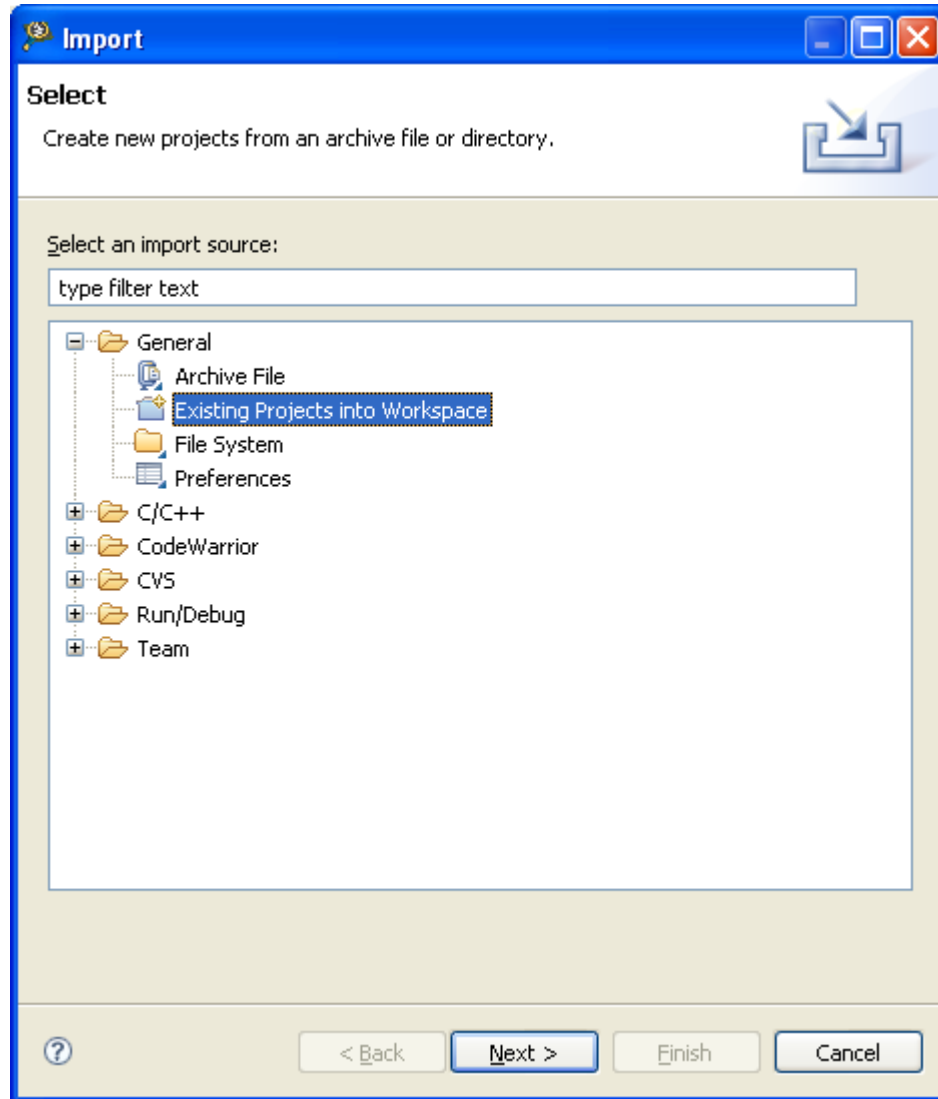 Import
Select
Create new projects from an archive file or directory.
Select an import source:
type filter text
General
Archive File
Existing Projects into Workspace
File System
Preferences
C/C++
CodeWarrior
CVS
Run/Debug
Team
? < Back Next > Finish Cancel